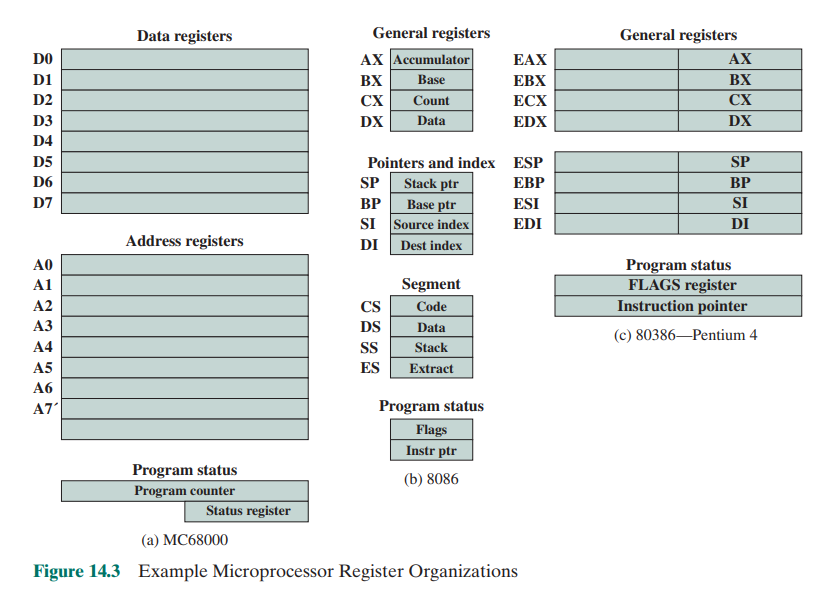 Data registers
D0
D1
D2
D3
D4
D5
D6
D7
Address registers
A0
A1
A2
A3
A4
A5
A6
A7´
Program status
Program counter
Status register
(a) MC68000
General registers
AX Accumulator
BX Base
CX Count
DX Data
Pointers and index
SP Stack ptr
BP Base ptr
SI Source index
DI Dest index
Segment
CS Code
DS Data
SS Stack
ES Extract
Program status
Flags
Instr ptr
(b) 8086
General registers
EAX AX
EBX BX
ECX CX
EDX DX
ESP SP
EBP BP
ESI SI
EDI DI
Program status
FLAGS register
Instruction pointer
(c) 80386—Pentium 4
Figure 14.3 Example Microprocessor Register Organizations